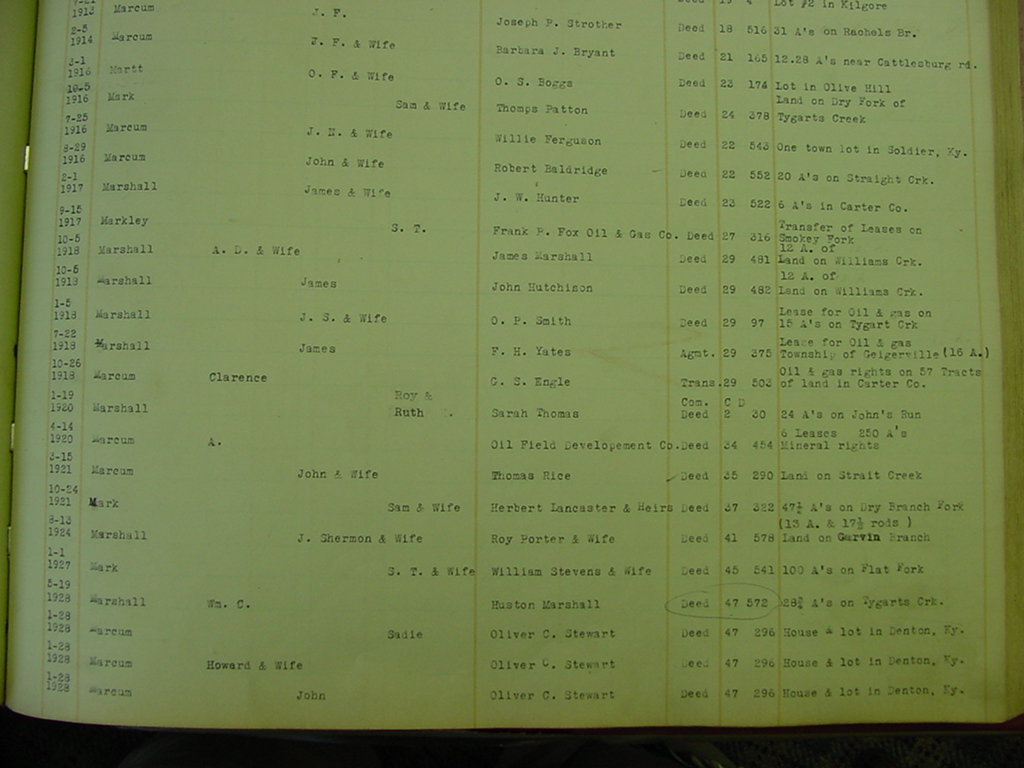 7-21
1913 Marcum J. F. Deed 19 4 Lot #2 in Kilgore
2-5
1914 Marcum J. F. & Wife Joseph P. Strother Deed 18 516 31 A's on Rachels Br.
3-1
1916 Martt O. F. & Wife Barbara J. Bryant Deed 21 165 12.28 A's near Cattlesburg rd.
10-5
1916 Mark Sam & Wife O. S. Boggs Deed 23 174 Lot in Olive Hill
7-25
1916 Marcum J. N. & Wife Thomps Patton Deed 24 378 Land on Dry Fork of
Tygarts Creek
8-29
1916 Marcum John & Wife Willie Ferguson Deed 22 543 One town lot in Soldier, Ky.
2-1
1917 Marshall James & Wife Robert Baldridge Deed 22 552 20 A's on Straight Crk.
9-15
1917 Markley S. T. J. W. Hunter Deed 23 522 6 A's in Carter Co.
10-5
1918 Marshall A. D. & Wife Frank P. Fox Oil & Gas Co. Deed 27 316 Transfer of Leases on
Smokey Fork
10-5
1918 Marshall James James Marshall Deed 29 481 12 A. of
Land on Williams Crk.
1-5
1918 Marshall J. S. & Wife John Hutchison Deed 29 482 12 A. of
Land on Williams Crk.
7-22
1918 Marshall James O. P. Smith Deed 29 97 Lease for Oil & gas on
15 A's on Tygart Crk
10-26
1918 Marcum Clarence F. H. Yates Agmt. 29 375 Lease for Oil & gas
Township of Geigerville (16 A.)
C. S. Engle Trans. 29 503 Oil & gas rights on 57 Tracts
of land in Carter Co.
1-19
1920 Marshall Roy &
Ruth Sarah Thomas Com. C D
Deed 2 30 24 A's on John's Run
4-14
1920 Marcum A. Oil Field Developement Co. Deed 34 454 6 Leases 250 A's
Mineral rights
3-15
1921 Marcum John & Wife Thomas Rice Deed 35 290 Land on Strait Creek
10-24
1921 Mark Sam & Wife Herbert Lancaster & Heirs Deed 37 322 47½ A's on Dry Branch Fork
8-13
1924 Marshall J. Shermon & Wife Roy Porter & Wife Deed 41 578 (13 A. & 17½ rods )
Land on Garvin Branch
1-1
1927 Mark S. T. & Wife William Stevens & Wife Deed 45 541 100 A's on Flat Fork
5-19
1928 Marshall Wm. C. Huston Marshall Deed 47 572 28¾ A's on Tygarts Crk.
1-28
1928 Marcum Sadie Oliver C. Stewart Deed 47 296 House & lot in Denton, Ky.
1-28
1928 Marcum Howard & Wife Oliver C. Stewart Deed 47 296 House & lot in Denton, Ky.
1-28
1928 Marcum John Oliver C. Stewart Deed 47 296 House & lot in Denton, Ky.